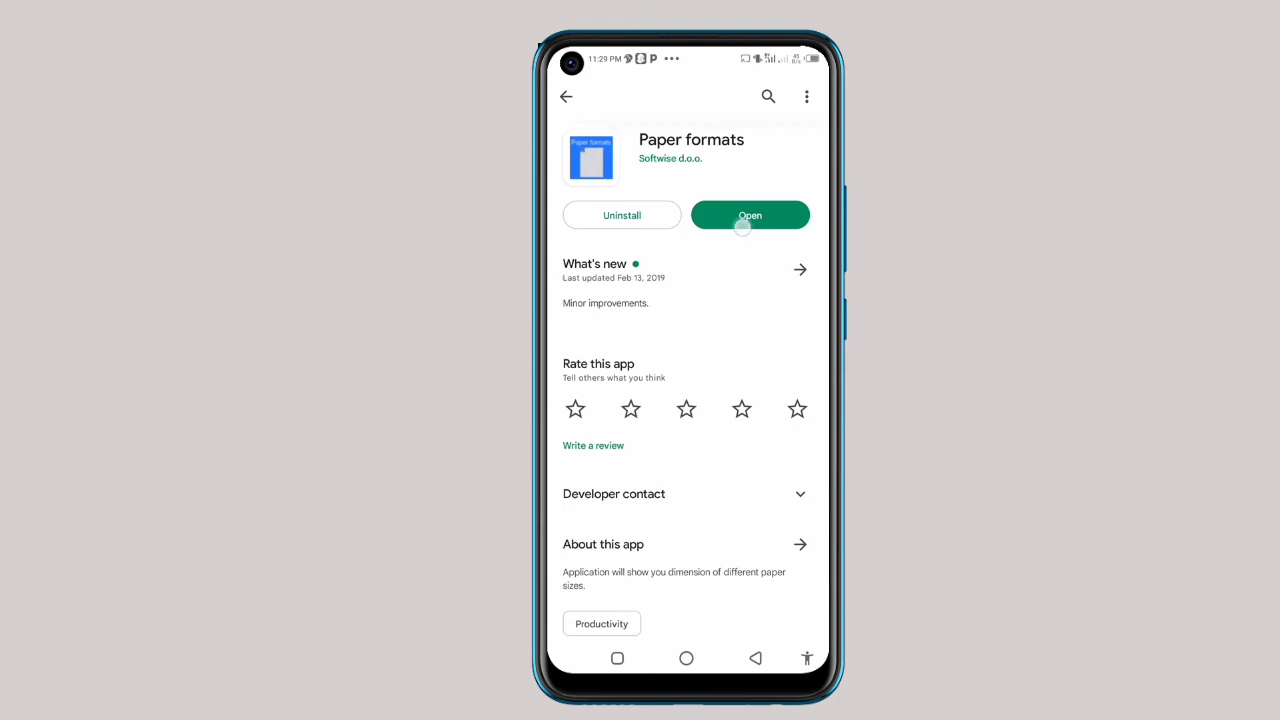 11:29 PM
Paper formats
Paper formats
Softwise d.o.o.
Uninstall
Open
What's new
Last updated Feb 13, 2019
Minor improvements.
Rate this app
Tell others what you think
Write a review
Developer contact
About this app
Application will show you dimension of different paper
sizes.
Productivity